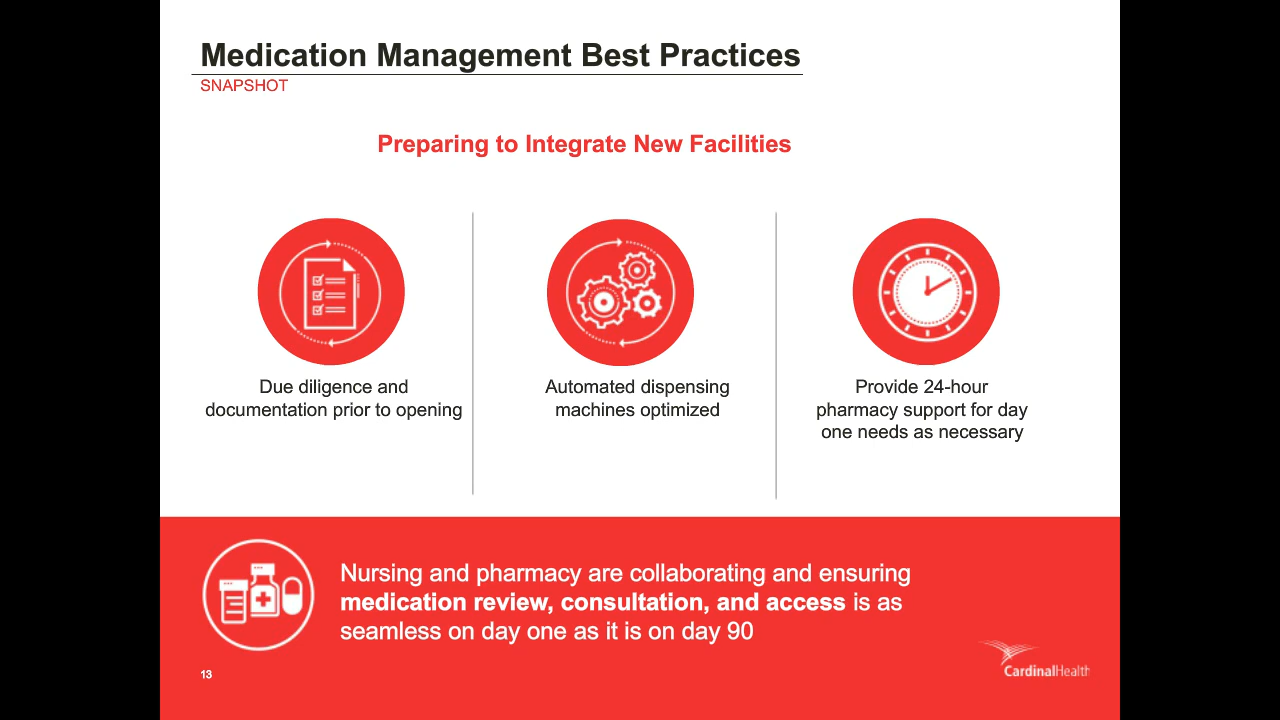 Medication Management Best Practices
SNAPSHOT
Preparing to Integrate New Facilities
Due diligence and
documentation prior to opening
Automated dispensing
machines optimized
Provide 24-hour
pharmacy support for day
one needs as necessary
Nursing and pharmacy are collaborating and ensuring
medication review, consultation, and access is as
seamless on day one as it is on day 90
13
CardinalHealth